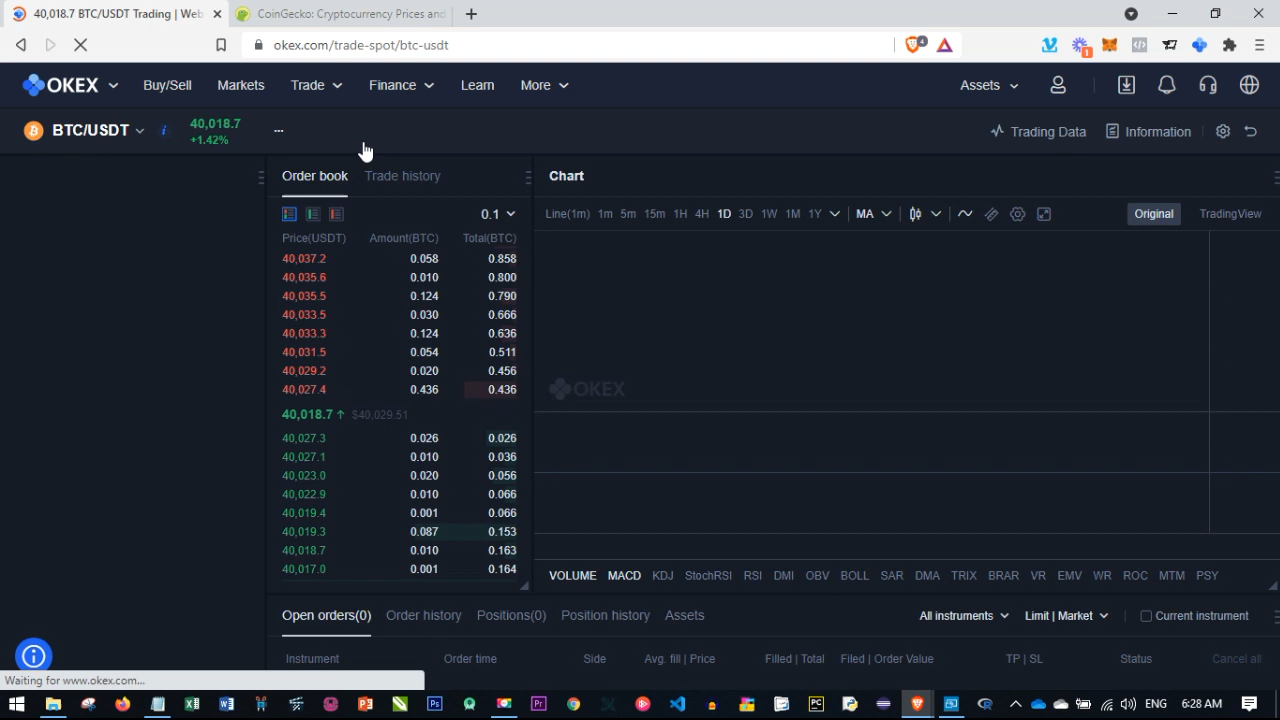 40,018.7 BTC/USDT Trading | Web
CoinGecko: Cryptocurrency Prices and
okex.com/trade-spot/btc-usdt
4
1
OKEX
Buy/Sell
Markets
Trade
Finance
Learn
More
Assets
BTC/USDT
i
40,018.7
+1.42%
...
Trading Data
Information
Order book
Trade history
Chart
0.1
Line(1m) 1m 5m 15m 1H 4H 1D 3D 1W 1M 1Y MA
Original
TradingView
Price(USDT) Amount(BTC) Total(BTC)
40,037.2 0.058 0.858
40,035.6 0.010 0.800
40,035.5 0.124 0.790
40,033.5 0.030 0.666
40,033.3 0.124 0.636
40,031.5 0.054 0.511
40,029.2 0.020 0.456
40,027.4 0.436 0.436
40,018.7 ↑ $40,029.51
40,027.3 0.026 0.026
40,027.1 0.010 0.036
40,023.0 0.020 0.056
40,022.9 0.010 0.066
40,019.4 0.001 0.066
40,019.3 0.087 0.153
40,018.7 0.010 0.163
40,017.0 0.001 0.164
OKEX
VOLUME MACD KDJ StochRSI RSI DMI OBV BOLL SAR DMA TRIX BRAR VR EMV WR ROC MTM PSY
Open orders(0) Order history Positions(0) Position history Assets
All instruments Limit | Market Current instrument
Instrument Order time Side Avg. fill | Price Filled | Total Filed | Order Value TP | SL Status Cancel all
Waiting for www.okex.com...
ENG
6:28 AM